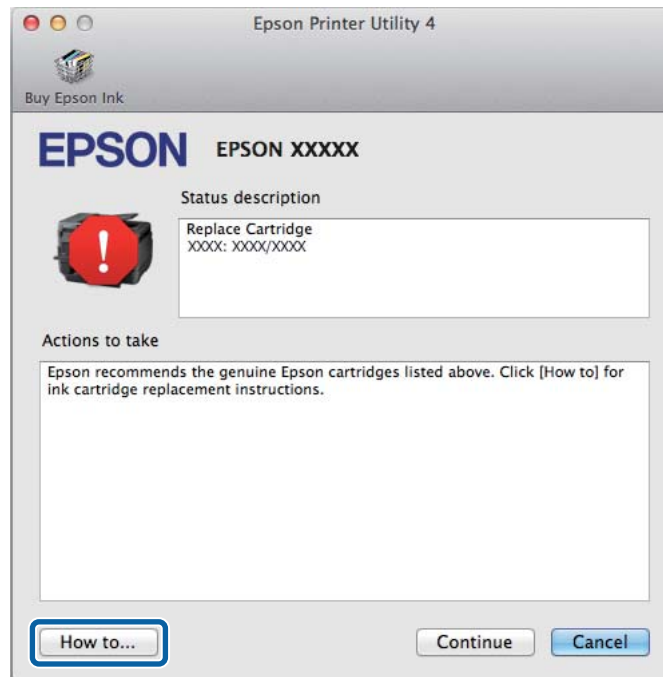 Epson Printer Utility 4
Buy Epson Ink
EPSON EPSON XXXXX
Status description
Replace Cartridge
XXXX: XXXX/XXXX
Actions to take
Epson recommends the genuine Epson cartridges listed above. Click [How to] for
ink cartridge replacement instructions.
How to... Continue Cancel